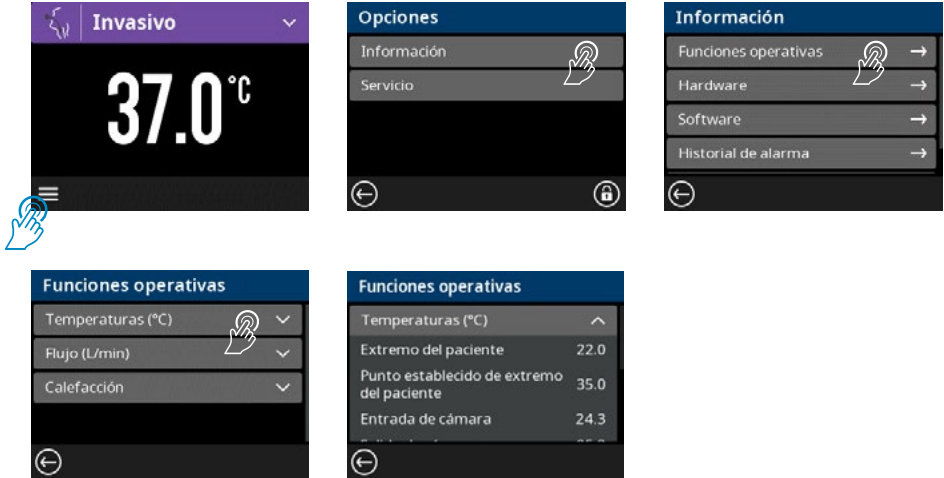 Invasivo
37.0°C
Opciones
Información
Servicio
Información
Funciones operativas
Hardware
Software
Historial de alarma
Funciones operativas
Temperaturas (°C)
Flujo (L/min)
Calefacción
Funciones operativas
Temperaturas (°C)
Extremo del paciente 22.0
Punto establecido de extremo
del paciente 35.0
Entrada de cámara 24.3